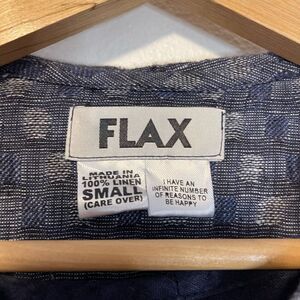 FLAX
MADE IN
LITHUANIA
100% LINEN
SMALL
(CARE OVER)
I HAVE AN
INFINITE NUMBER
OF REASONS TO
BE HAPPY